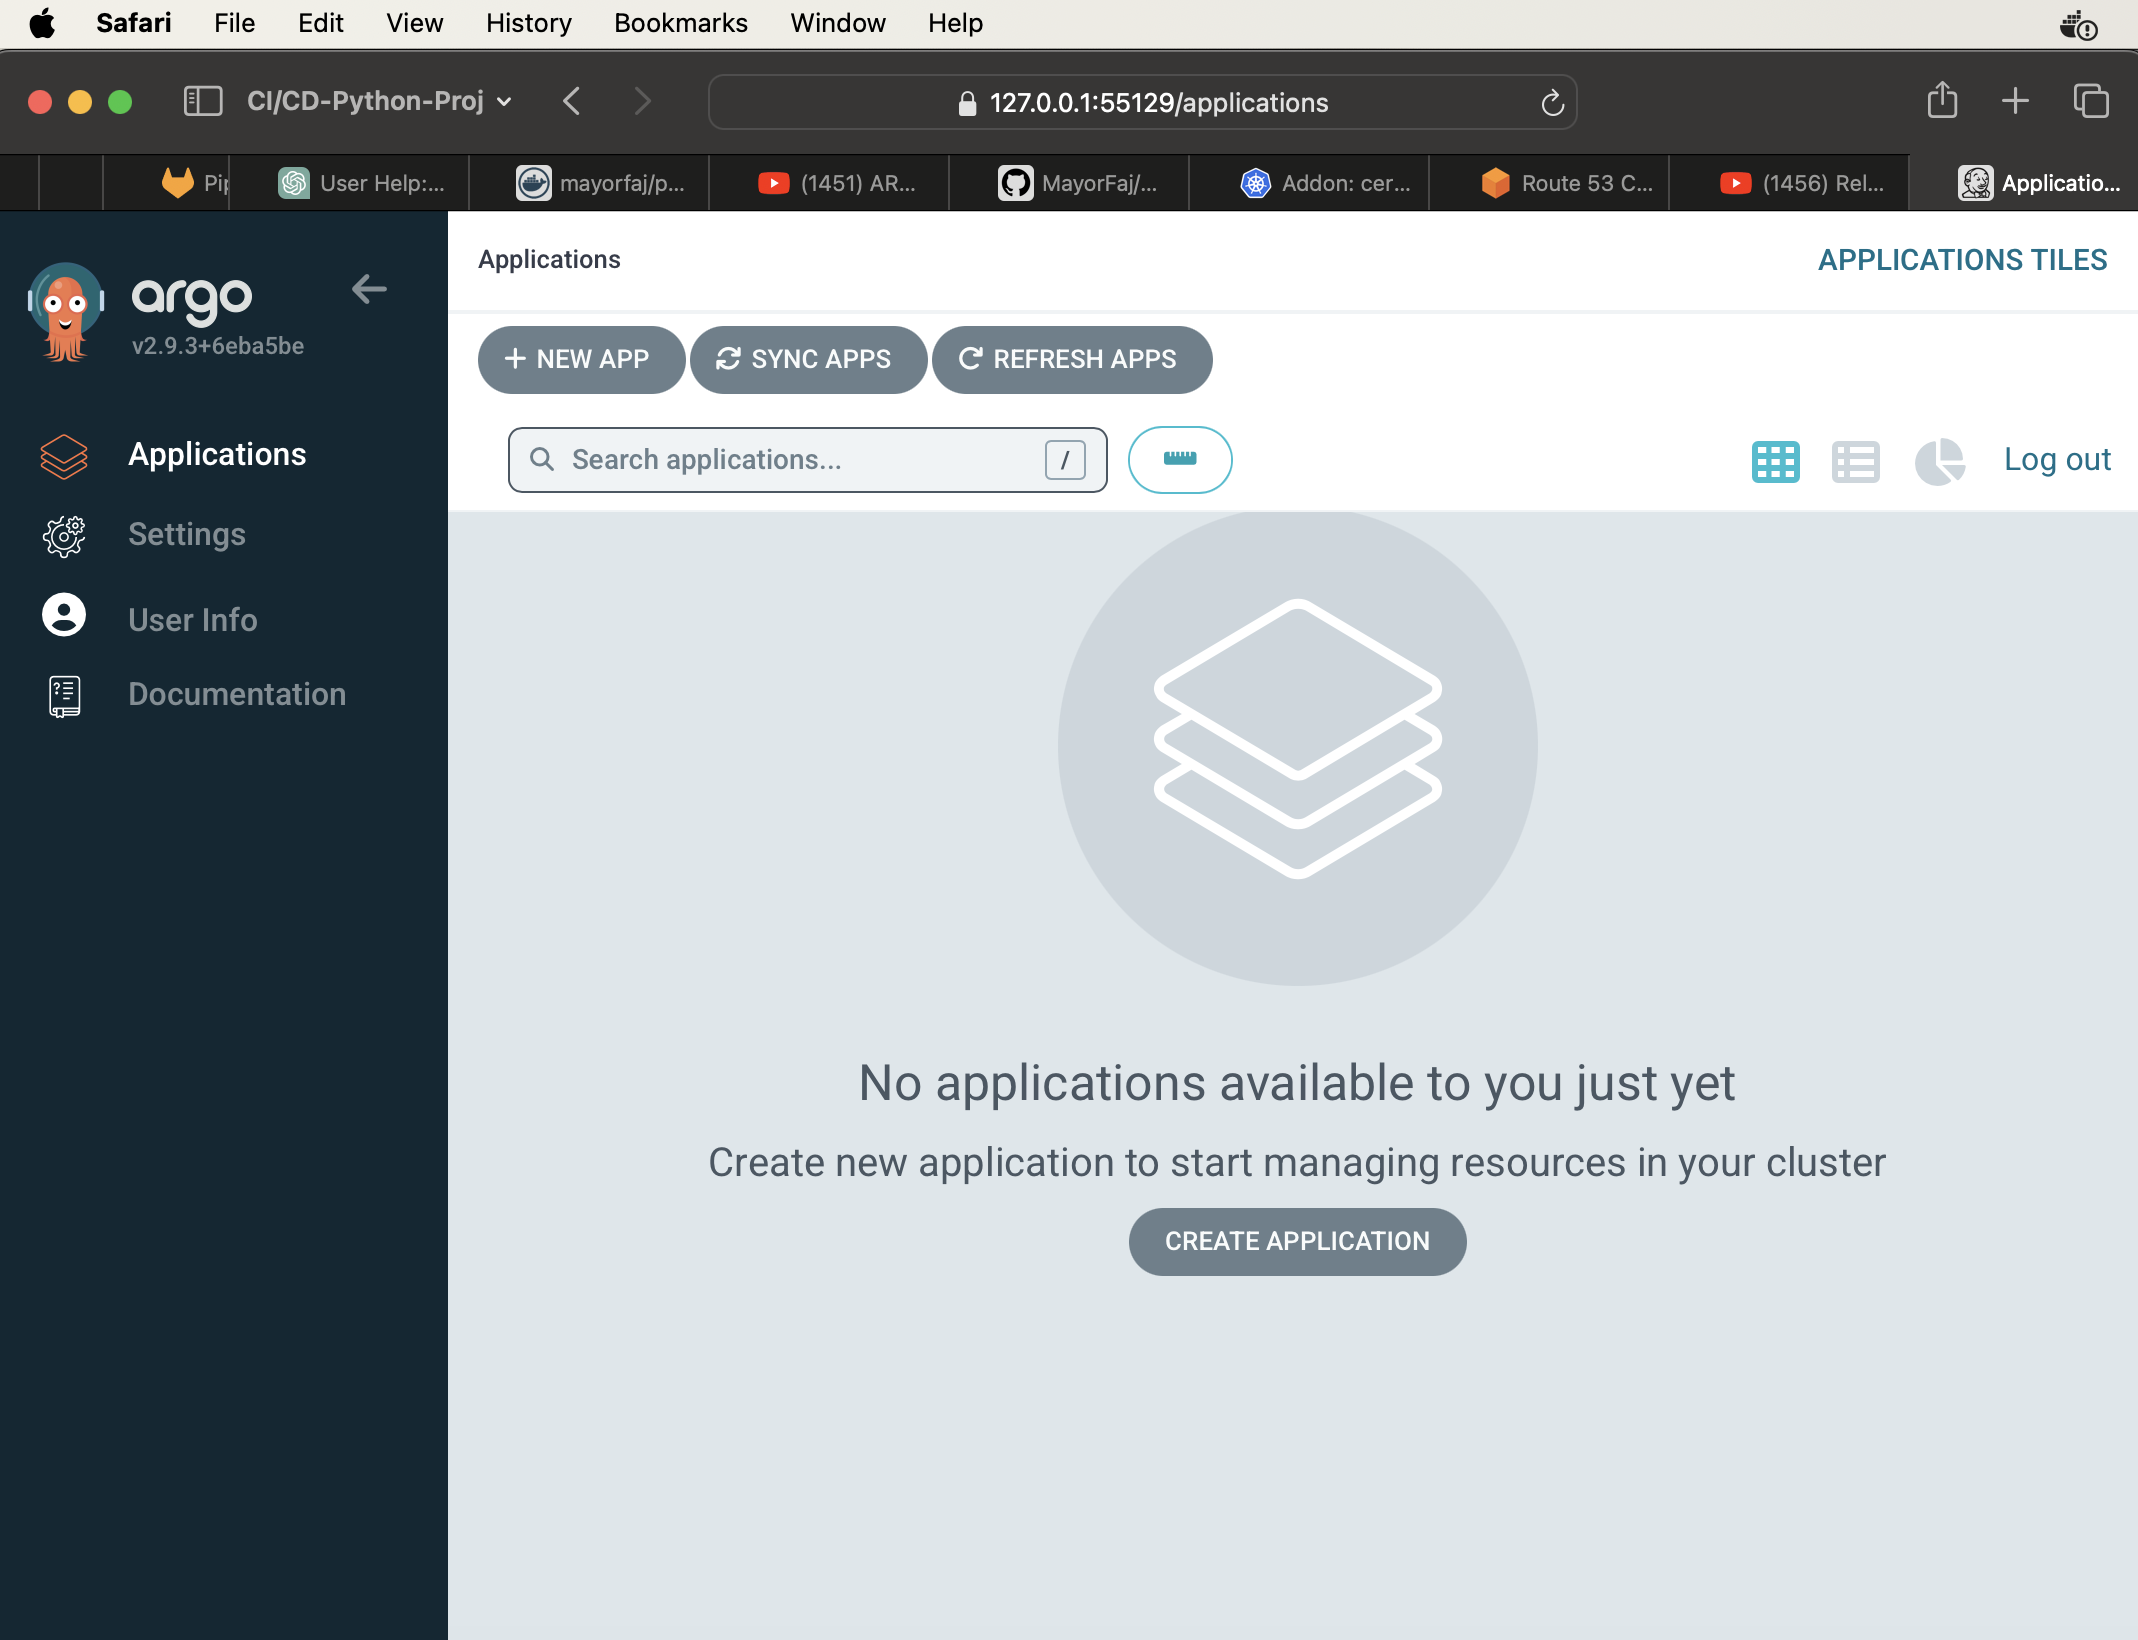 Safari File Edit View History Bookmarks Window Help
CI/CD-Python-Proj 127.0.0.1:55129/applications
Pip User Help:... mayorfaj/p... (1451) AR... MayorFaj/... Addon: cer... Route 53 C... (1456) Rel... Applicatio...
argo
v2.9.3+6eba5be
Applications
Settings
User Info
Documentation
Applications APPLICATIONS TILES
NEW APP SYNC APPS REFRESH APPS
Search applications... / Log out
No applications available to you just yet
Create new application to start managing resources in your cluster
CREATE APPLICATION